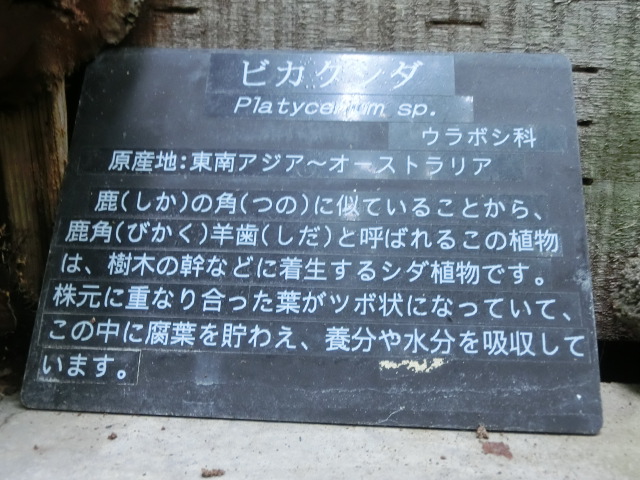 ビカクシダ
Platycerium sp.
ウラボシ科
原産地:東南アジア～オーストラリア
鹿(しか)の角(つの)に似ていることから、
鹿角(びかく)羊歯(しだ)と呼ばれるこの植物
は、樹木の幹などに着生するシダ植物です。
株元に重なり合った葉がツボ状になっていて、
この中に腐葉を貯わえ、養分や水分を吸収して
います。